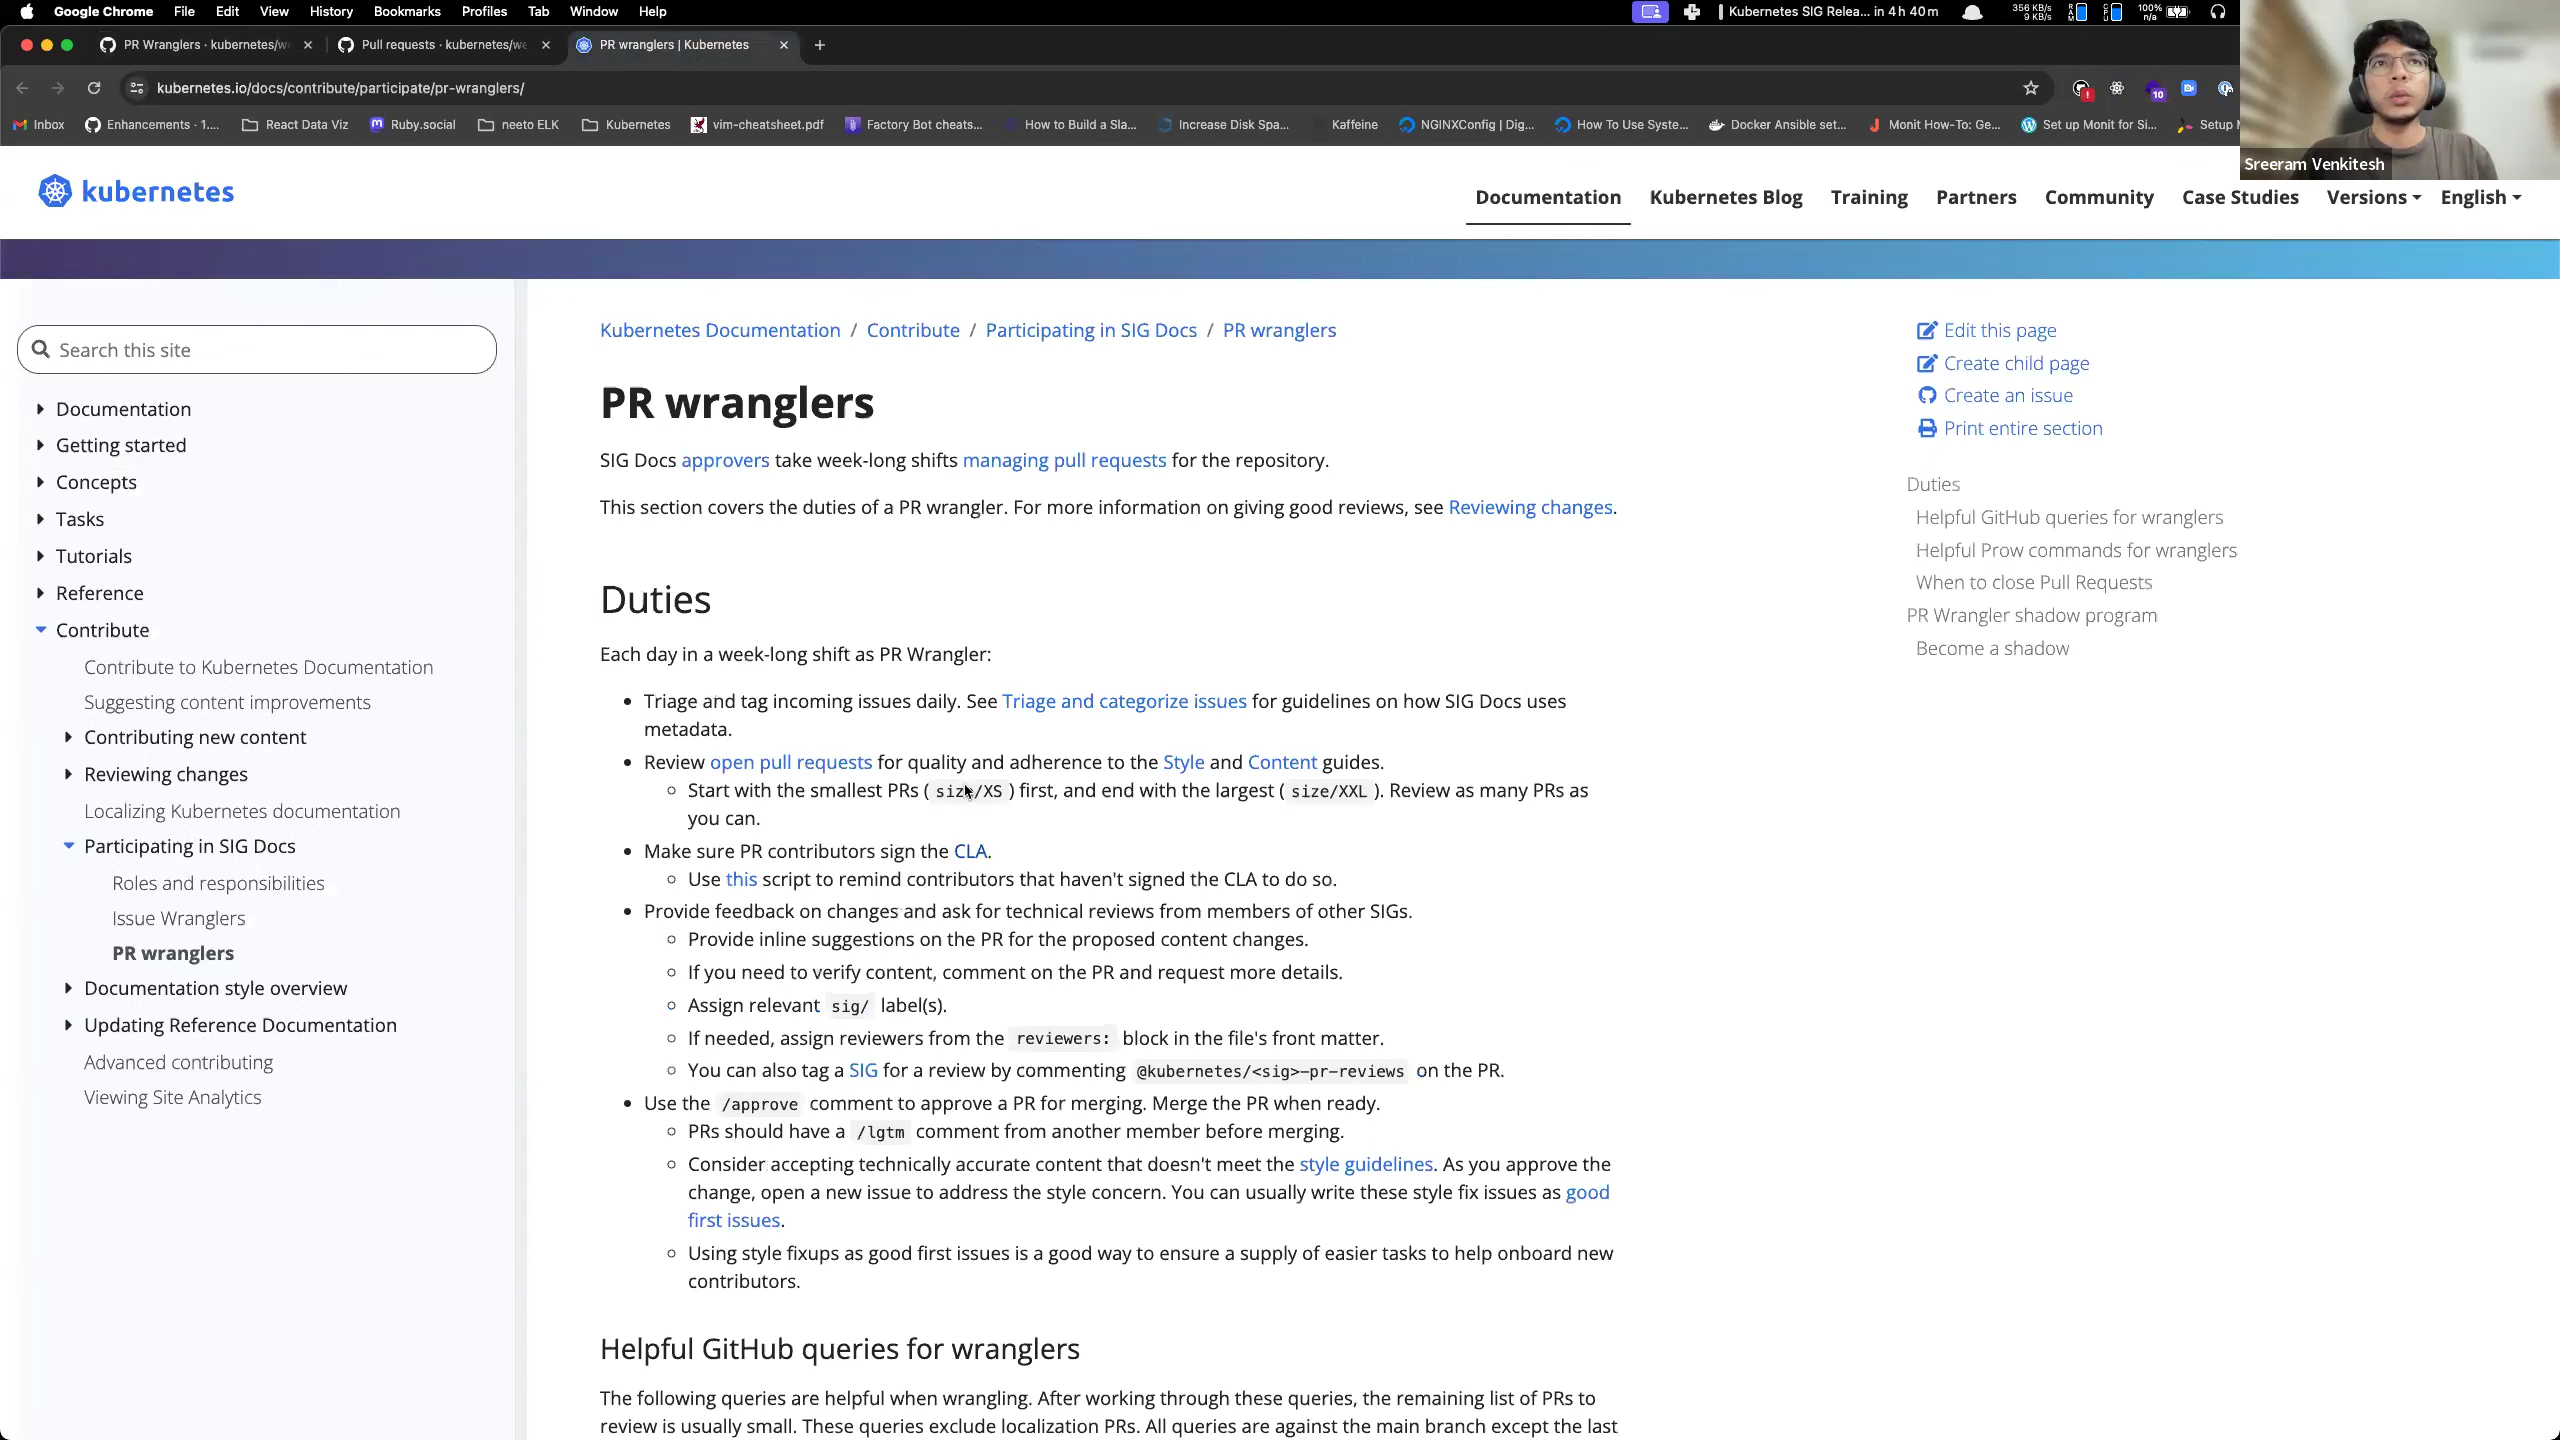 Google Chrome File Edit View History Bookmarks Profiles Tab Window Help
Kubernetes SIG Relea... in 4 h 40 m
356 KB/s
9 KB/s
100%
n/a
PR Wranglers · kubernetes/w
Pull requests · kubernetes/we
PR wranglers | Kubernetes
kubernetes.io/docs/contribute/participate/pr-wranglers/
10
Inbox
Enhancements · 1....
React Data Viz
Ruby.social
neeto ELK
Kubernetes
vim-cheatsheet.pdf
Factory Bot cheats...
How to Build a Sla...
Increase Disk Spa...
Kaffeine
NGINXConfig | Dig...
How To Use Syste...
Docker Ansible set...
Monit How-To: Ge...
Set up Monit for Si...
Setup
Sreeram Venkitesh
kubernetes
Documentation
Kubernetes Blog
Training
Partners
Community
Case Studies
Versions
English
Search this site
Documentation
Getting started
Concepts
Tasks
Tutorials
Reference
Contribute
Contribute to Kubernetes Documentation
Suggesting content improvements
Contributing new content
Reviewing changes
Localizing Kubernetes documentation
Participating in SIG Docs
Roles and responsibilities
Issue Wranglers
PR wranglers
Documentation style overview
Updating Reference Documentation
Advanced contributing
Viewing Site Analytics
Kubernetes Documentation / Contribute / Participating in SIG Docs / PR wranglers
PR wranglers
SIG Docs approvers take week-long shifts managing pull requests for the repository.
This section covers the duties of a PR wrangler. For more information on giving good reviews, see Reviewing changes.
Duties
Each day in a week-long shift as PR Wrangler:
Triage and tag incoming issues daily. See Triage and categorize issues for guidelines on how SIG Docs uses
metadata.
Review open pull requests for quality and adherence to the Style and Content guides.
Start with the smallest PRs ( size/XS ) first, and end with the largest ( size/XXL ). Review as many PRs as
you can.
Make sure PR contributors sign the CLA.
Use this script to remind contributors that haven't signed the CLA to do so.
Provide feedback on changes and ask for technical reviews from members of other SIGs.
Provide inline suggestions on the PR for the proposed content changes.
If you need to verify content, comment on the PR and request more details.
Assign relevant sig/ label(s).
If needed, assign reviewers from the reviewers: block in the file's front matter.
You can also tag a SIG for a review by commenting @kubernetes/<sig>-pr-reviews on the PR.
Use the /approve comment to approve a PR for merging. Merge the PR when ready.
PRs should have a /lgtm comment from another member before merging.
Consider accepting technically accurate content that doesn't meet the style guidelines. As you approve the
change, open a new issue to address the style concern. You can usually write these style fix issues as good
first issues.
Using style fixups as good first issues is a good way to ensure a supply of easier tasks to help onboard new
contributors.
Helpful GitHub queries for wranglers
The following queries are helpful when wrangling. After working through these queries, the remaining list of PRs to
review is usually small. These queries exclude localization PRs. All queries are against the main branch except the last
Edit this page
Create child page
Create an issue
Print entire section
Duties
Helpful GitHub queries for wranglers
Helpful Prow commands for wranglers
When to close Pull Requests
PR Wrangler shadow program
Become a shadow